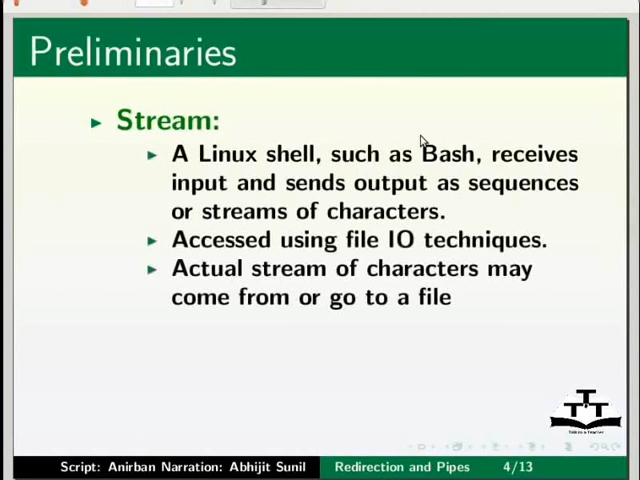 Preliminaries
Stream:
A Linux shell, such as Bash, receives
input and sends output as sequences
or streams of characters.
Accessed using file IO techniques.
Actual stream of characters may
come from or go to a file
TTT
Script: Anirban Narration: Abhijit Sunil Redirection and Pipes 4/13